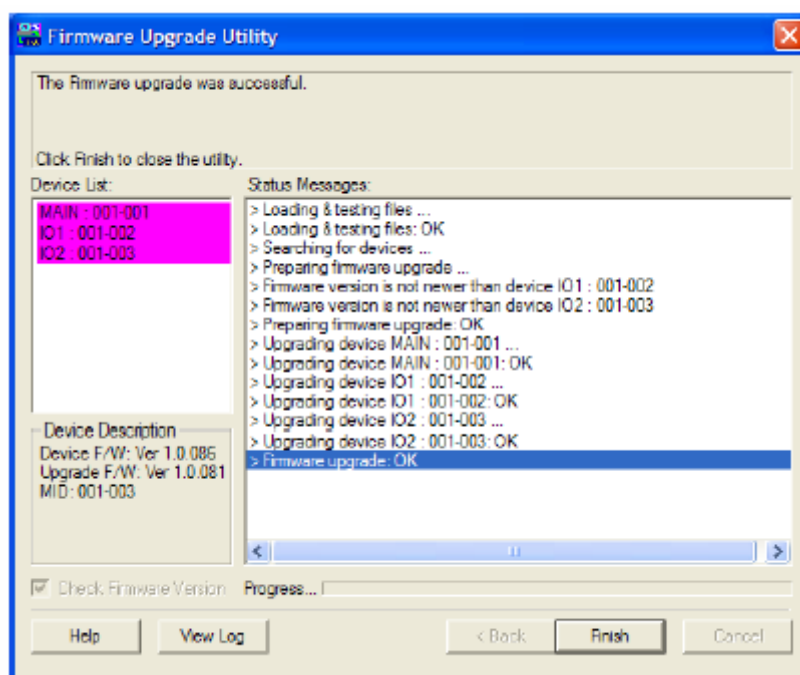 Firmware Upgrade Utility
The Firmware upgrade was successful.
Click Finish to close the utility.
Device List:
MAIN : 001-001
IO1 : 001-002
IO2 : 001-003
Status Messages:
> Loading & testing files ...
> Loading & testing files: OK
> Searching for devices ...
> Preparing firmware upgrade ...
> Firmware version is not newer than device IO1 : 001-002
> Firmware version is not newer than device IO2 : 001-003
> Preparing firmware upgrade: OK
> Upgrading device MAIN : 001-001 ...
> Upgrading device MAIN : 001-001: OK
> Upgrading device IO1 : 001-002 ...
> Upgrading device IO1 : 001-002: OK
> Upgrading device IO2 : 001-003 ...
> Upgrading device IO2 : 001-003: OK
> Firmware upgrade: OK
Device Description
Device F/W: Ver 1.0.086
Upgrade F/W: Ver 1.0.081
MID: 001-003
Check Firmware Version
Progress...
Help
View Log
< Back
Finish
Cancel